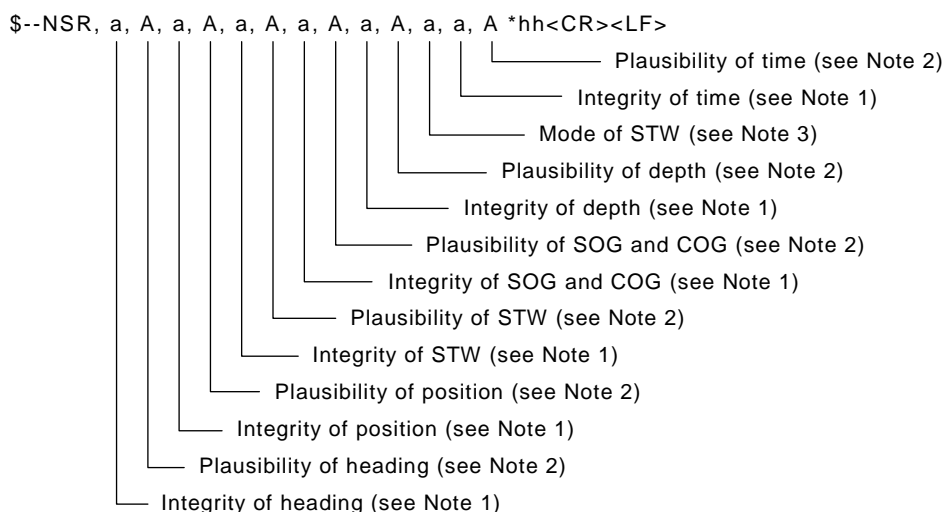 $--NSR, a, A, a, A, a, A, a, A, a, A, a, a, A *hh<CR><LF>
Plausibility of time (see Note 2)
Integrity of time (see Note 1)
Mode of STW (see Note 3)
Plausibility of depth (see Note 2)
Integrity of depth (see Note 1)
Plausibility of SOG and COG (see Note 2)
Integrity of SOG and COG (see Note 1)
Plausibility of STW (see Note 2)
Integrity of STW (see Note 1)
Plausibility of position (see Note 2)
Integrity of position (see Note 1)
Plausibility of heading (see Note 2)
Integrity of heading (see Note 1)